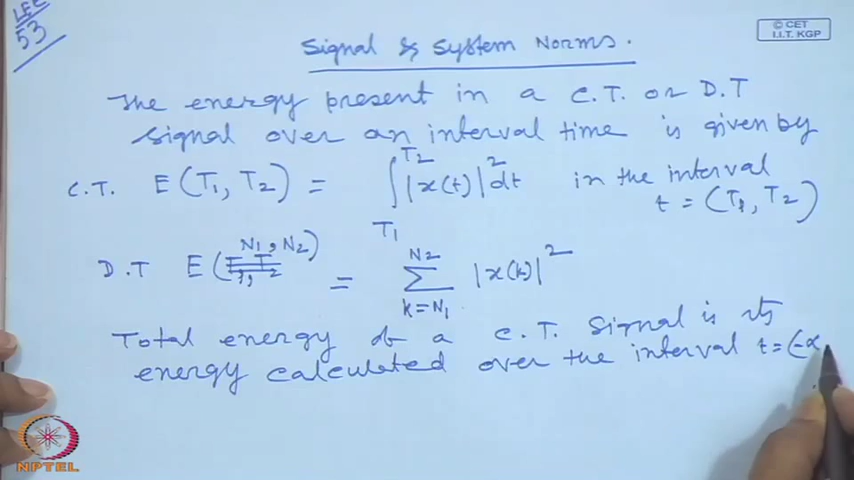 LEC 53
© CET
I.I.T. KGP
Signal & System Norms.
The energy present in a C.T. or D.T
signal over an interval time is given by
C.T. E(T₁, T₂) = ∫_{T₁}^{T₂} |x(t)|² dt in the interval
t = (T₁, T₂)
D.T E(N₁, N₂) = ∑_{k=N₁}^{N₂} |x(k)|²
Total energy of a C.T. signal is its
energy calculated over the interval t = (-∞
NPTEL